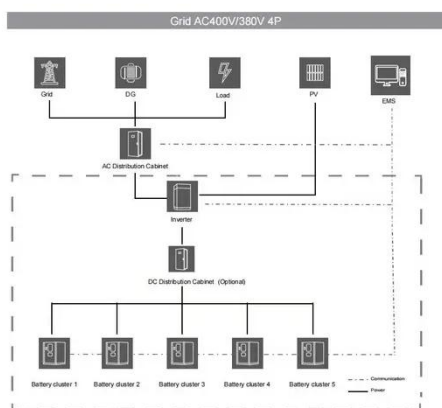 Grid AC400V/380V 4P
Grid
DG
Load
PV
EMS
AC Distribution Cabinet
Inverter
DC Distribution Cabinet (Optional)
Battery cluster 1
Battery cluster 2
Battery cluster 3
Battery cluster 4
Battery cluster 5
Communication
Power